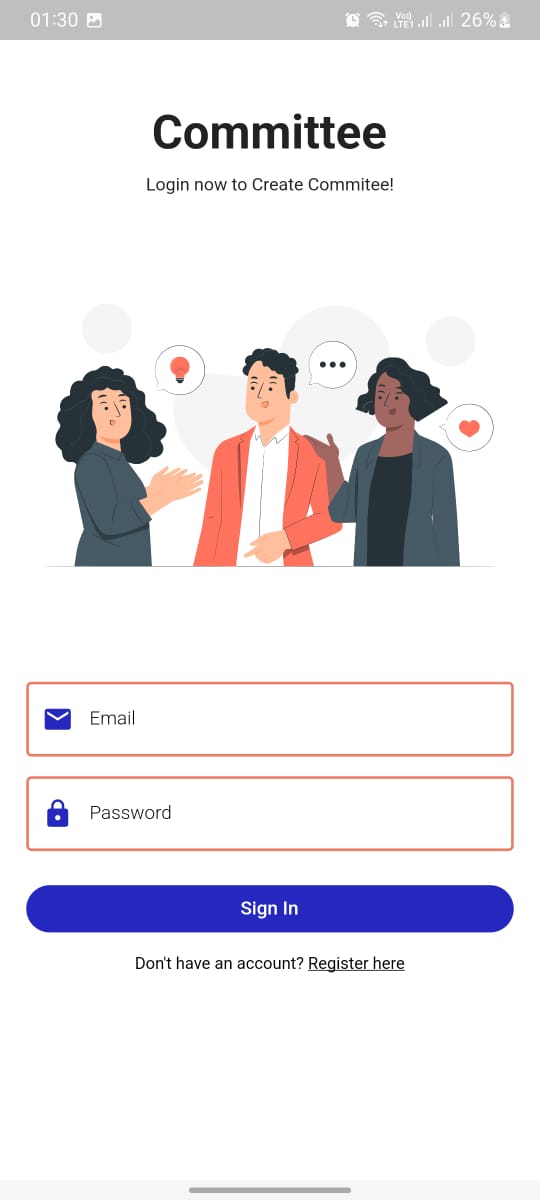 01:30
Vo))
LTE1
26%
Committee
Login now to Create Commitee!
Email
Password
Sign In
Don't have an account? Register here